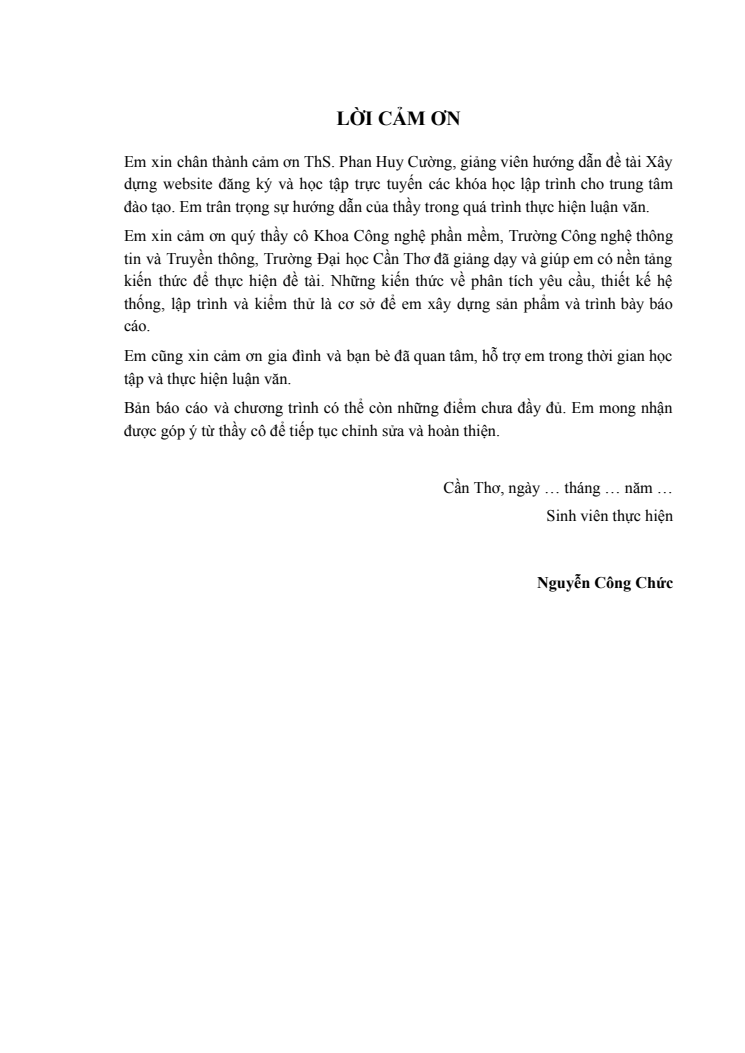 LỜI CẢM ƠN
Em xin chân thành cảm ơn ThS. Phan Huy Cường, giảng viên hướng dẫn đề tài Xây
dựng website đăng ký và học tập trực tuyến các khóa học lập trình cho trung tâm
đào tạo. Em trân trọng sự hướng dẫn của thầy trong quá trình thực hiện luận văn.
Em xin cảm ơn quý thầy cô Khoa Công nghệ phần mềm, Trường Công nghệ thông
tin và Truyền thông, Trường Đại học Cần Thơ đã giảng dạy và giúp em có nền tảng
kiến thức để thực hiện đề tài. Những kiến thức về phân tích yêu cầu, thiết kế hệ
thống, lập trình và kiểm thử là cơ sở để em xây dựng sản phẩm và trình bày báo
cáo.
Em cũng xin cảm ơn gia đình và bạn bè đã quan tâm, hỗ trợ em trong thời gian học
tập và thực hiện luận văn.
Bản báo cáo và chương trình có thể còn những điểm chưa đầy đủ. Em mong nhận
được góp ý từ thầy cô để tiếp tục chỉnh sửa và hoàn thiện.
Cần Thơ, ngày … tháng … năm …
Sinh viên thực hiện
Nguyễn Công Chức